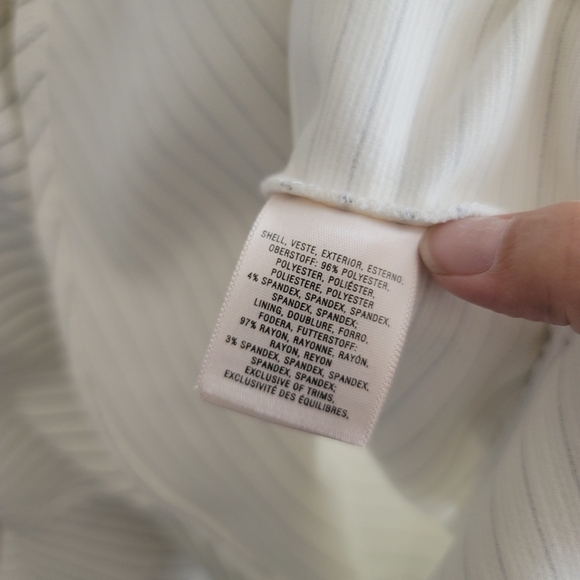 SHELL, VESTE, EXTERIOR, ESTERNO,
OBERSTOFF: 96% POLYESTER,
POLYESTER, POLIÉSTER,
POLIESTERE, POLYESTER
4% SPANDEX, SPANDEX, SPANDEX,
SPANDEX, SPANDEX;
LINING, DOUBLURE, FORRO,
FODERA, FUTTERSTOFF:
97% RAYON, RAYONNE, RAYÓN,
RAYON, REYON
3% SPANDEX, SPANDEX, SPANDEX,
SPANDEX, SPANDEX;
EXCLUSIVE OF TRIMS,
EXCLUSIVITÉ DES ÉQUILIBRES,